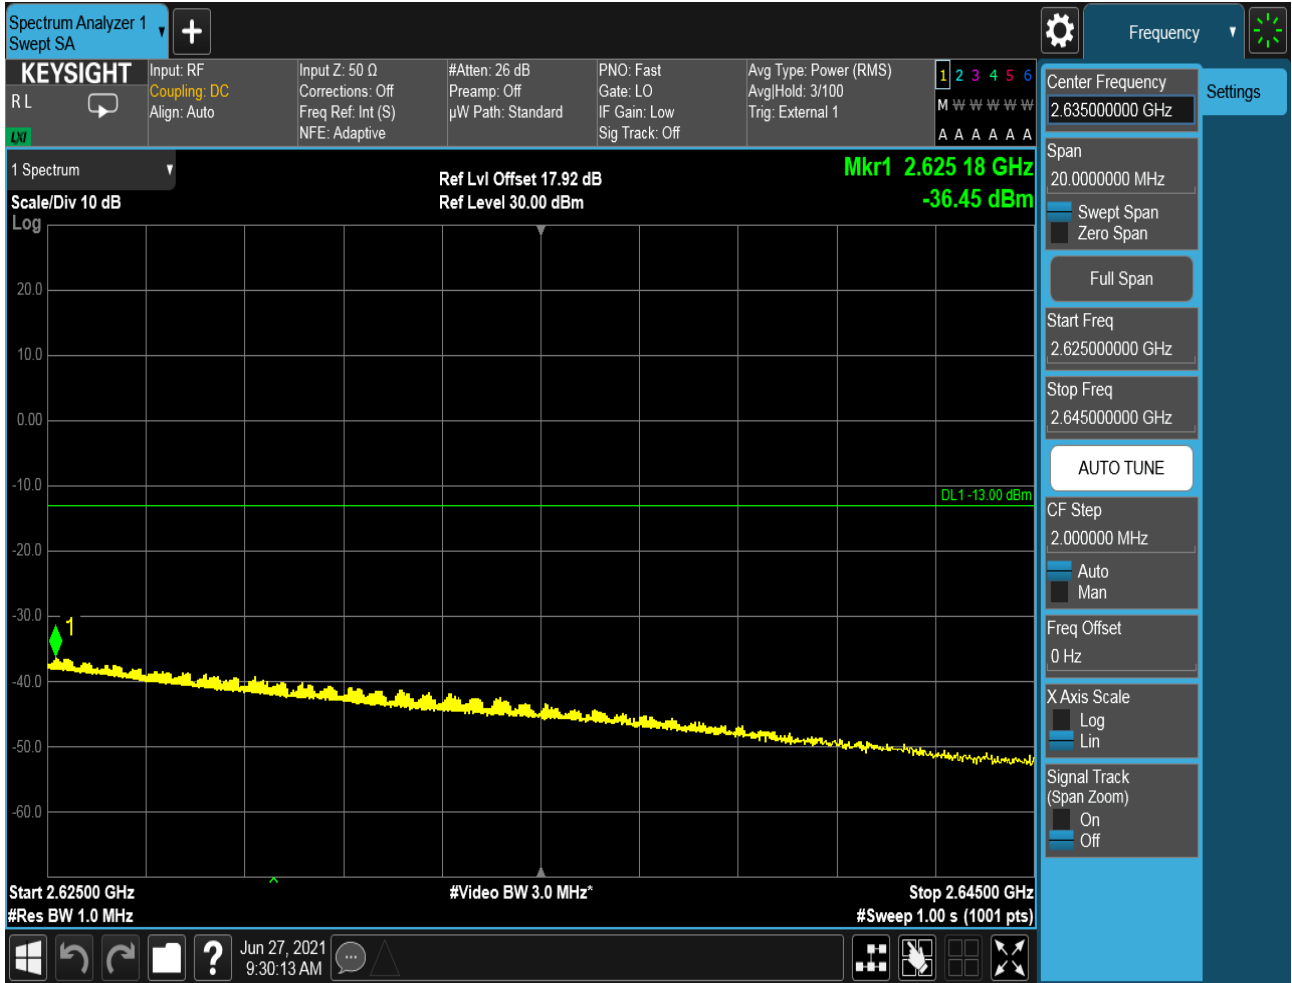 Spectrum Analyzer 1
Swept SA
Frequency
KEYSIGHT
R L
LXI
Input: RF
Coupling: DC
Align: Auto
Input Z: 50 Ω
Corrections: Off
Freq Ref: Int (S)
NFE: Adaptive
#Atten: 26 dB
Preamp: Off
µW Path: Standard
PNO: Fast
Gate: LO
IF Gain: Low
Sig Track: Off
Avg Type: Power (RMS)
Avg|Hold: 3/100
Trig: External 1
1 2 3 4 5 6
M W W W W W
A A A A A A
1 Spectrum
Scale/Div 10 dB
Log
Ref Lvl Offset 17.92 dB
Ref Level 30.00 dBm
Mkr1 2.625 18 GHz
-36.45 dBm
20.0
10.0
0.00
-10.0
DL1 -13.00 dBm
-20.0
-30.0
1
-40.0
-50.0
-60.0
Start 2.62500 GHz
#Res BW 1.0 MHz
#Video BW 3.0 MHz*
Stop 2.64500 GHz
#Sweep 1.00 s (1001 pts)
Center Frequency
2.635000000 GHz
Settings
Span
20.0000000 MHz
Swept Span
Zero Span
Full Span
Start Freq
2.625000000 GHz
Stop Freq
2.645000000 GHz
AUTO TUNE
CF Step
2.000000 MHz
Auto
Man
Freq Offset
0 Hz
X Axis Scale
Log
Lin
Signal Track
(Span Zoom)
On
Off
?
Jun 27, 2021
9:30:13 AM